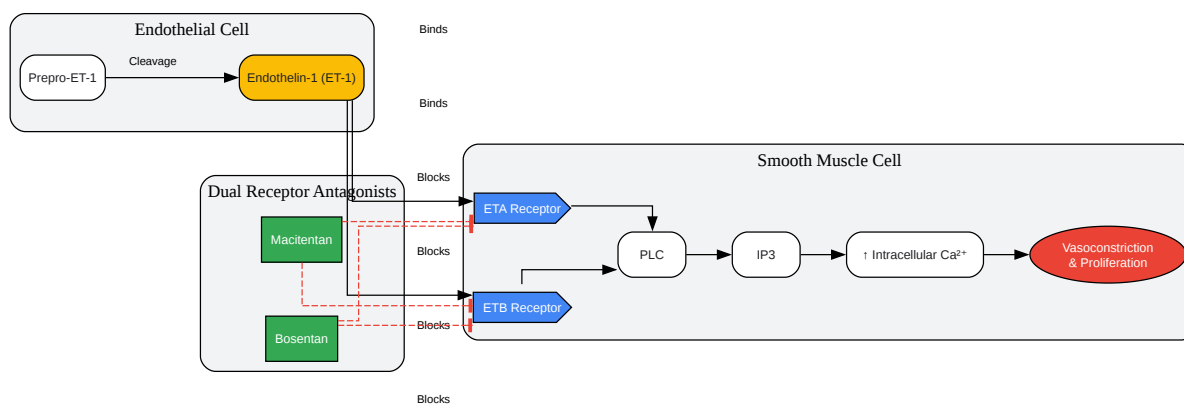 Endothelial Cell
Binds
Cleavage
Prepro-ET-1
Endothelin-1 (ET-1)
Binds
Smooth Muscle Cell
Blocks
Dual Receptor Antagonists
ETA Receptor
Macitentan
Blocks
PLC
IP3
↑ Intracellular Ca²⁺
Vasoconstriction
& Proliferation
ETB Receptor
Blocks
Bosentan
Blocks